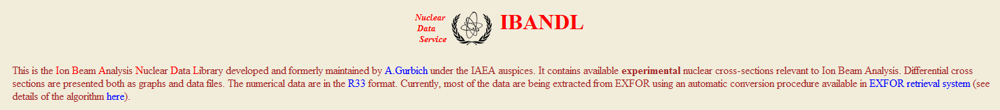 Nuclear
Data
Service
IBANDL
This is the Ion Beam Analysis Nuclear Data Library developed and formerly maintained by A.Gurbich under the IAEA auspices. It contains available experimental nuclear cross-sections relevant to Ion Beam Analysis. Differential cross
sections are presented both as graphs and data files. The numerical data are in the R33 format. Currently, most of the data are being extracted from EXFOR using an automatic conversion procedure available in EXFOR retrieval system (see
details of the algorithm here).